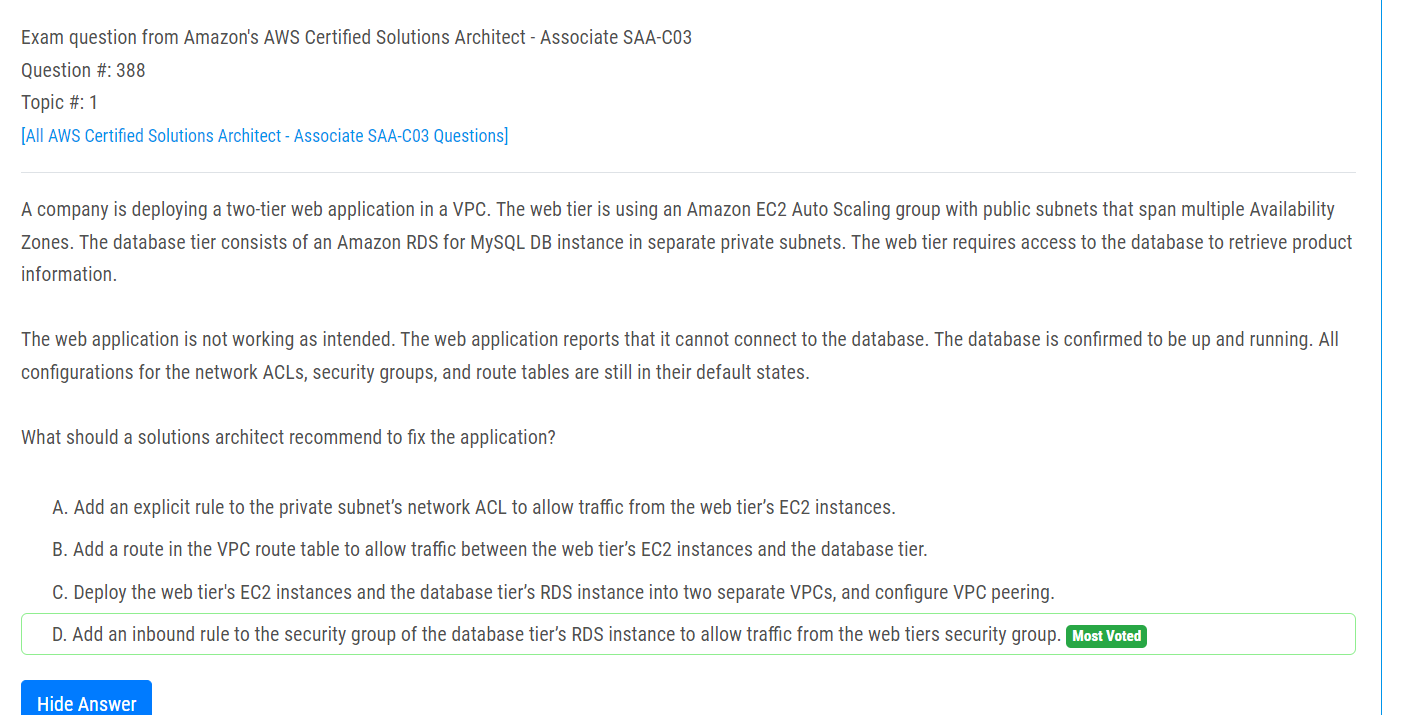 Exam question from Amazon's AWS Certified Solutions Architect - Associate SAA-C03
Question #: 388
Topic #: 1
[All AWS Certified Solutions Architect - Associate SAA-C03 Questions]
A company is deploying a two-tier web application in a VPC. The web tier is using an Amazon EC2 Auto Scaling group with public subnets that span multiple Availability
Zones. The database tier consists of an Amazon RDS for MySQL DB instance in separate private subnets. The web tier requires access to the database to retrieve product
information.
The web application is not working as intended. The web application reports that it cannot connect to the database. The database is confirmed to be up and running. All
configurations for the network ACLs, security groups, and route tables are still in their default states.
What should a solutions architect recommend to fix the application?
A. Add an explicit rule to the private subnet’s network ACL to allow traffic from the web tier’s EC2 instances.
B. Add a route in the VPC route table to allow traffic between the web tier’s EC2 instances and the database tier.
C. Deploy the web tier's EC2 instances and the database tier’s RDS instance into two separate VPCs, and configure VPC peering.
D. Add an inbound rule to the security group of the database tier’s RDS instance to allow traffic from the web tiers security group. Most Voted
Hide Answer